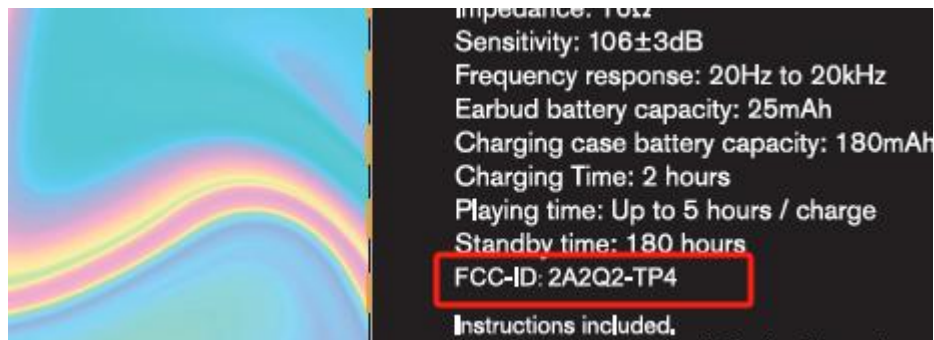 Impedance: 16Ω
Sensitivity: 106±3dB
Frequency response: 20Hz to 20kHz
Earbud battery capacity: 25mAh
Charging case battery capacity: 180mAh
Charging Time: 2 hours
Playing time: Up to 5 hours / charge
Standby time: 180 hours
FCC-ID: 2A2Q2-TP4
Instructions included.